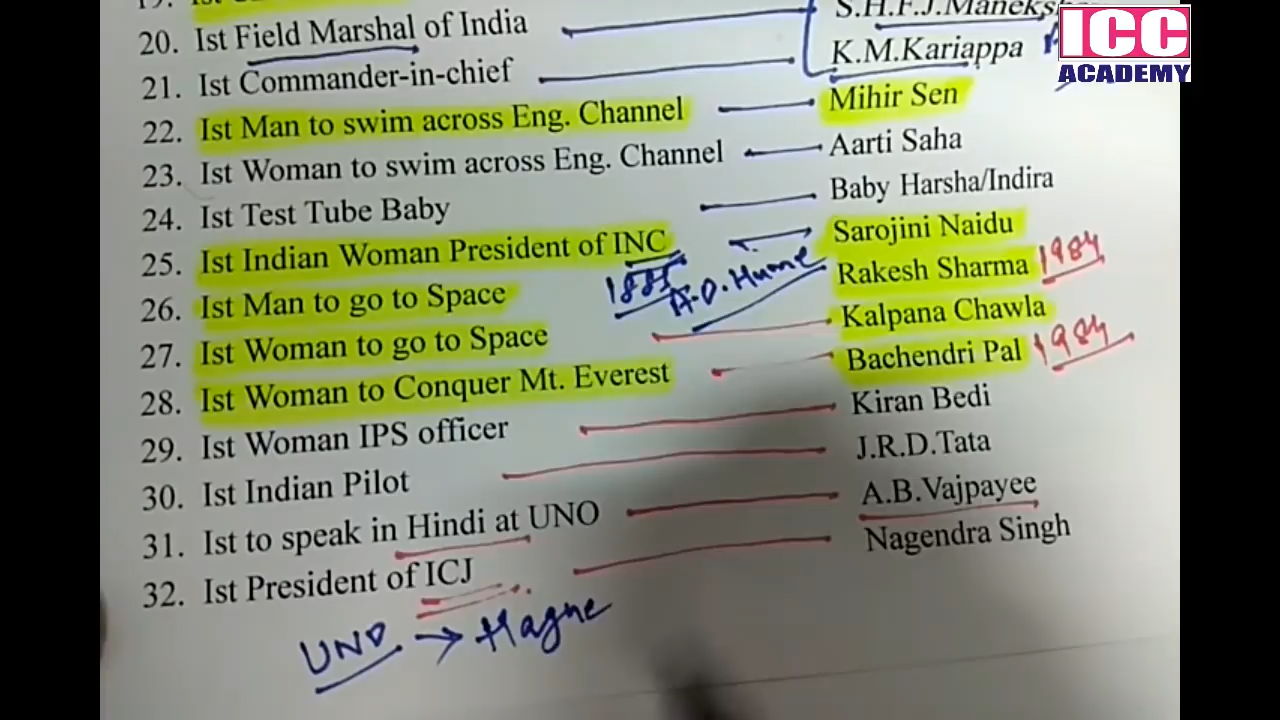 19. Ist
20. Ist Field Marshal of India S.H.F.J.Maneksh
21. Ist Commander-in-chief K.M.Kariappa
22. Ist Man to swim across Eng. Channel Mihir Sen
23. Ist Woman to swim across Eng. Channel Aarti Saha
24. Ist Test Tube Baby Baby Harsha/Indira
25. Ist Indian Woman President of INC Sarojini Naidu
1885 A.O.Hume
26. Ist Man to go to Space Rakesh Sharma 1984
27. Ist Woman to go to Space Kalpana Chawla
28. Ist Woman to Conquer Mt. Everest Bachendri Pal 1984
29. Ist Woman IPS officer Kiran Bedi
30. Ist Indian Pilot J.R.D.Tata
31. Ist to speak in Hindi at UNO A.B.Vajpayee
32. Ist President of ICJ Nagendra Singh
UNO → Hague
ICC
ACADEMY